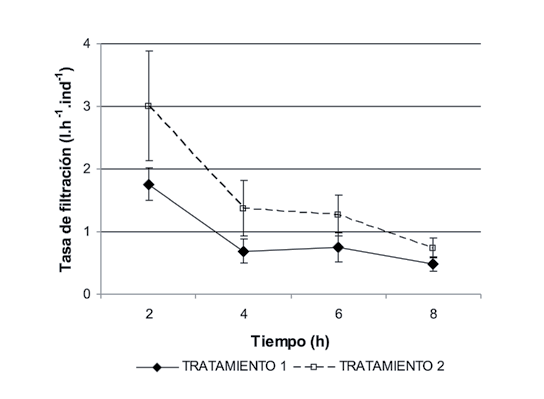 4
3
2
1
0
Tasa de filtración (l.h⁻¹.ind⁻¹)
2 4 6 8
Tiempo (h)
TRATAMIENTO 1 TRATAMIENTO 2